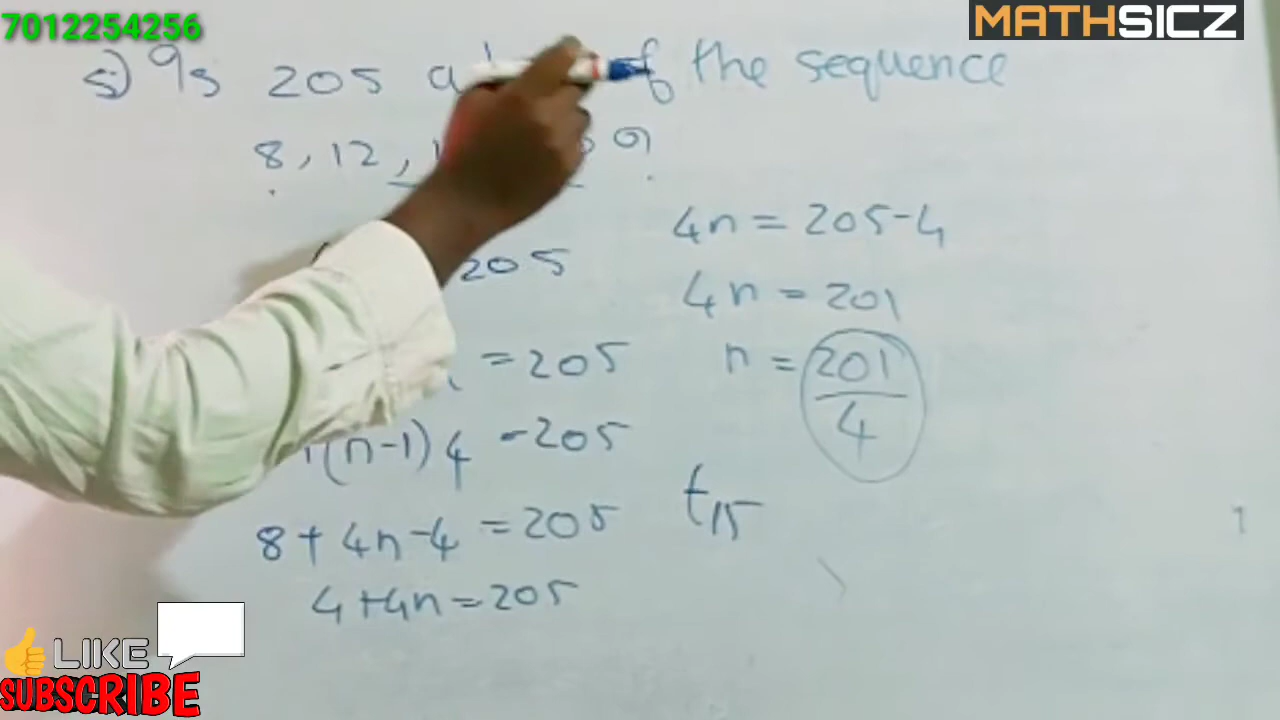 7012254256
MATHSICZ
5) Is 205 a of the sequence
8, 12,
205
= 205
(n-1)4 = 205
8 + 4n - 4 = 205
4 + 4n = 205
4n = 205 - 4
4n = 201
n = 201/4
t15
LIKE
SUBSCRIBE